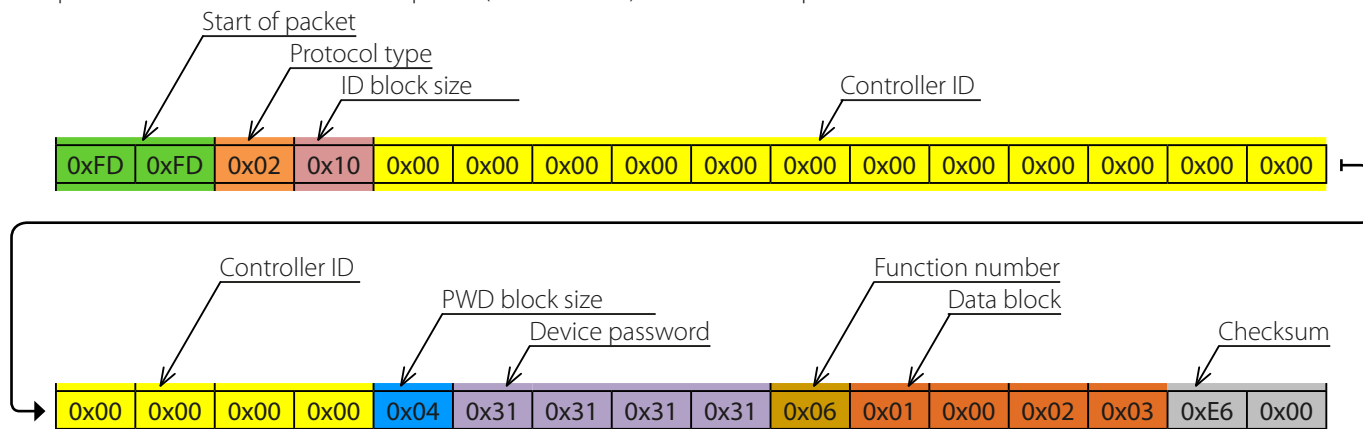 Start of packet
Protocol type
ID block size
Controller ID
0xFD 0xFD 0x02 0x10 0x00 0x00 0x00 0x00 0x00 0x00 0x00 0x00 0x00 0x00 0x00 0x00
Controller ID
Function number
PWD block size
Data block
Device password
Checksum
0x00 0x00 0x00 0x00 0x04 0x31 0x31 0x31 0x31 0x06 0x01 0x00 0x02 0x03 0xE6 0x00